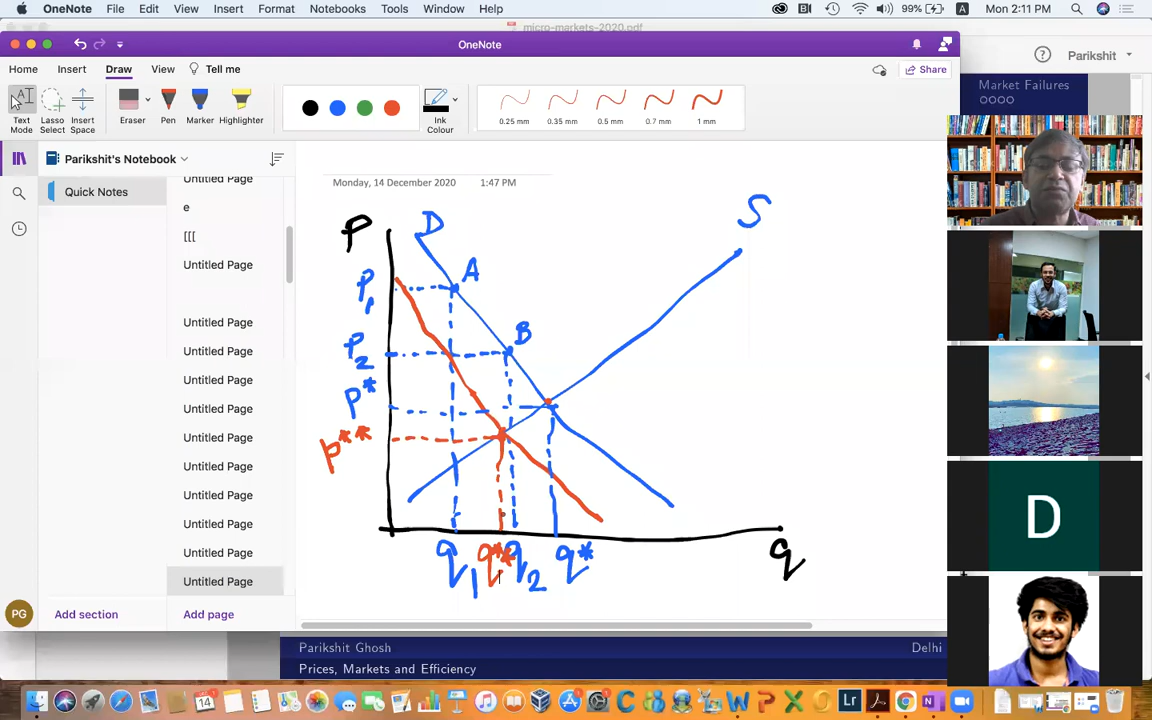 OneNote File Edit View Insert Format Notebooks Tools Window Help 99% A Mon 2:11 PM
micro-markets-2020.pdf
OneNote
Parikshit
Home Insert Draw View Tell me Share
Market Failures
Text Mode
Lasso Select
Insert Space
Eraser
Pen
Marker
Highlighter
Ink Colour
0.25 mm 0.35 mm 0.5 mm 0.7 mm 1 mm
Parikshit's Notebook
Quick Notes
Untitled Page
e
[[[
Untitled Page
Untitled Page
Untitled Page
Untitled Page
Untitled Page
Untitled Page
Untitled Page
Untitled Page
Untitled Page
Untitled Page
Untitled Page
Monday, 14 December 2020 1:47 PM
P
D
S
A
P1
B
P2
P*
P**
q1 q** q2 q*
q
D
PG
Add section Add page
Parikshit Ghosh Delhi
Prices, Markets and Efficiency